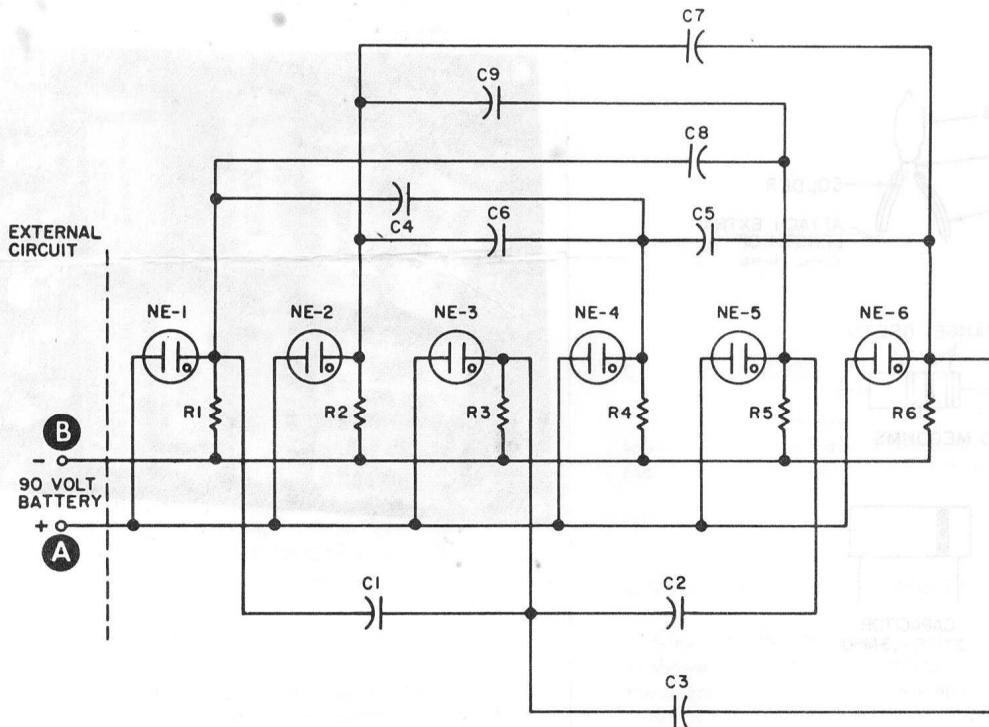 C7
C9
C8
C4
C6
C5
EXTERNAL
CIRCUIT
NE-1
NE-2
NE-3
NE-4
NE-5
NE-6
R1
R2
R3
R4
R5
R6
B
-
90 VOLT
BATTERY
+
A
C1
C2
C3
SOLDER